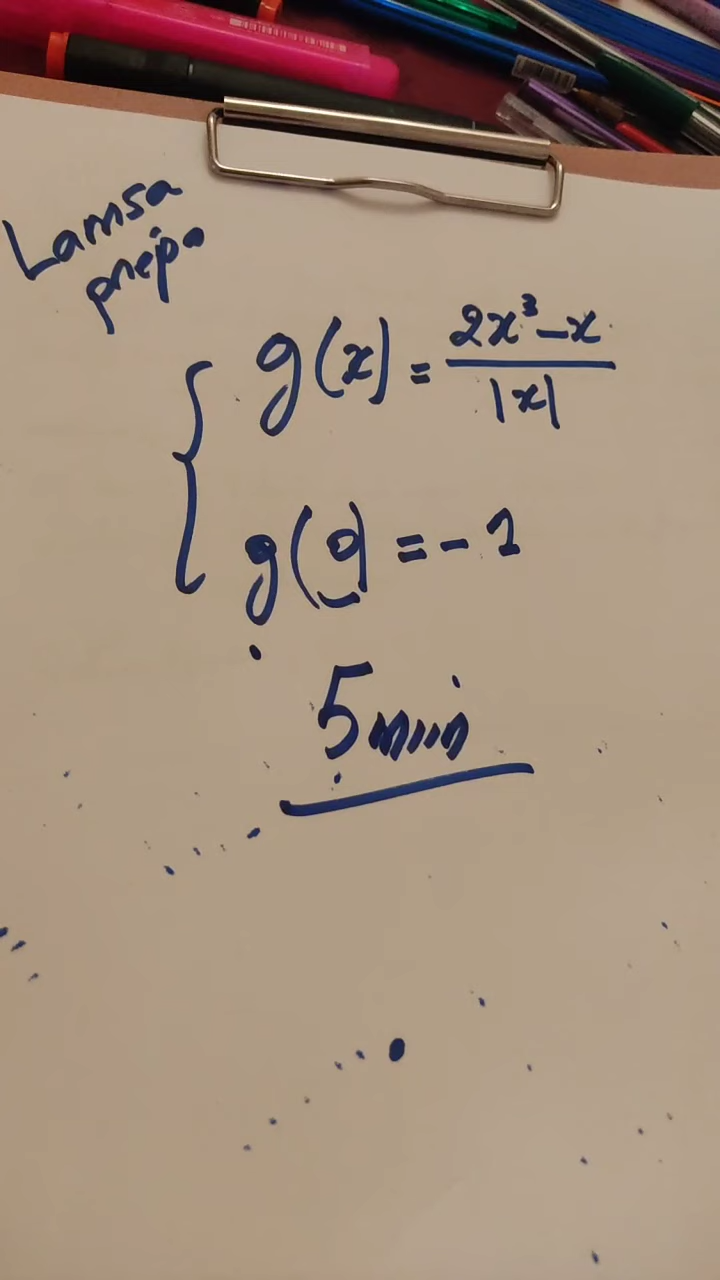 Lamsa
prépa
g(x) = 2x³-x / |x|
g(0) = -1
5min